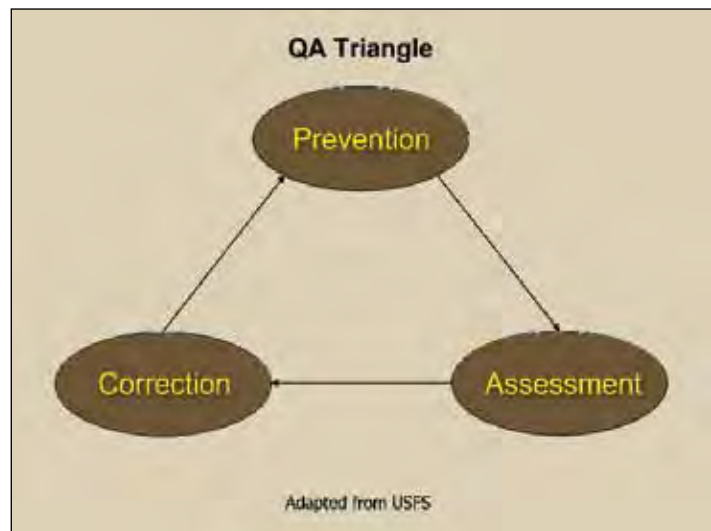 QA Triangle
Prevention
Correction
Assessment
Adapted from USFS